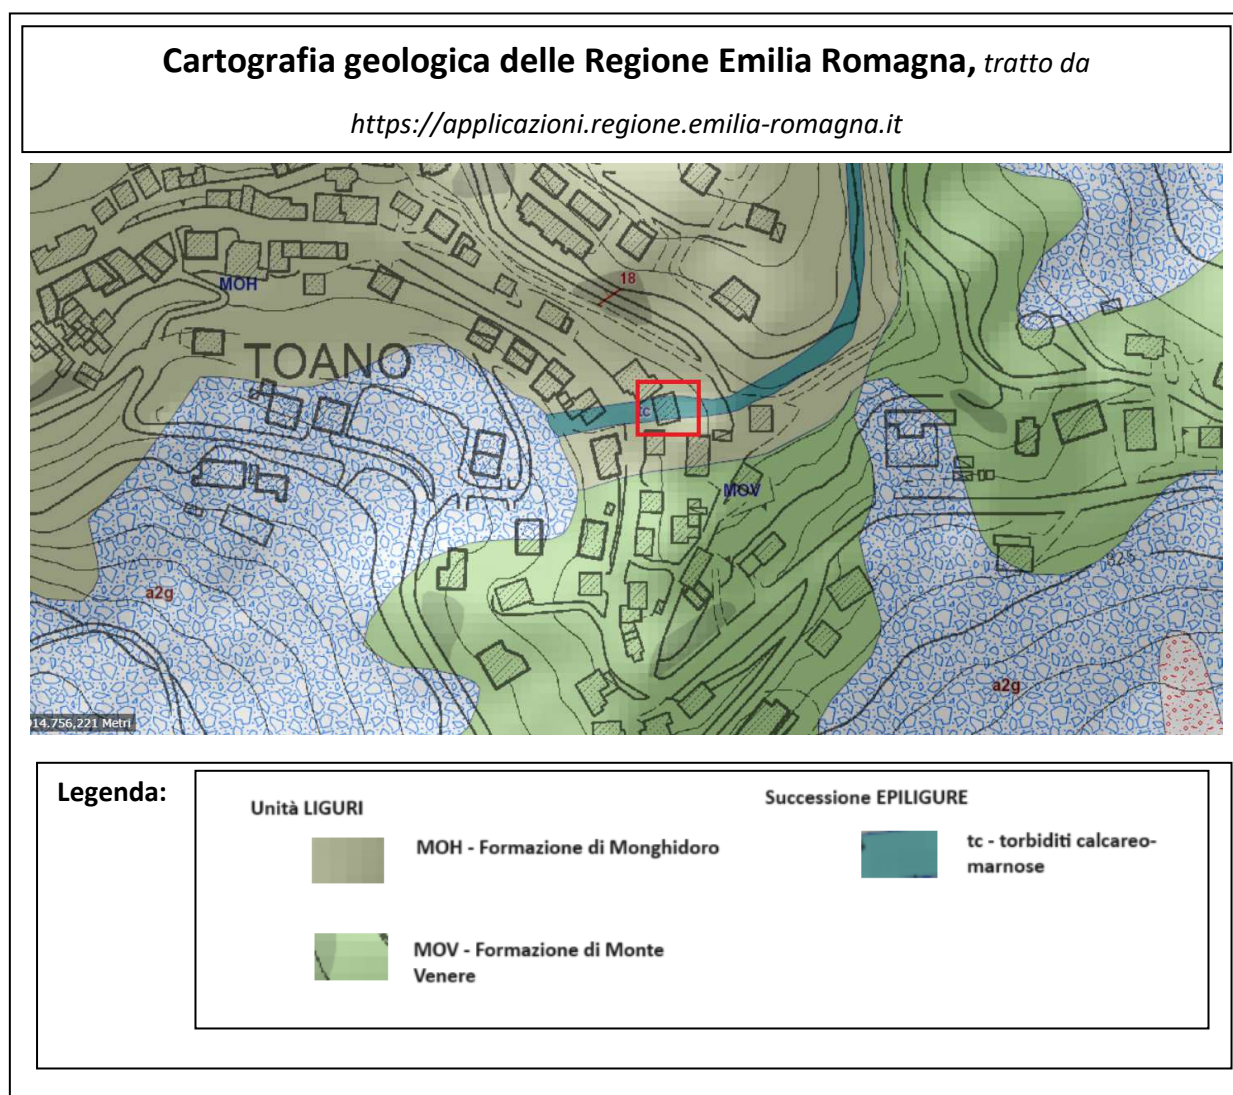 Cartografia geologica delle Regione Emilia Romagna, tratto da
https://applicazioni.regione.emilia-romagna.it
18
MOH
TOANO
tc
MOV
825
a2g
a2g
914.756,221 Metri
Legenda:
Unità LIGURI
MOH - Formazione di Monghidoro
MOV - Formazione di Monte
Venere
Successione EPILIGURE
tc - torbiditi calcareo-
marnose